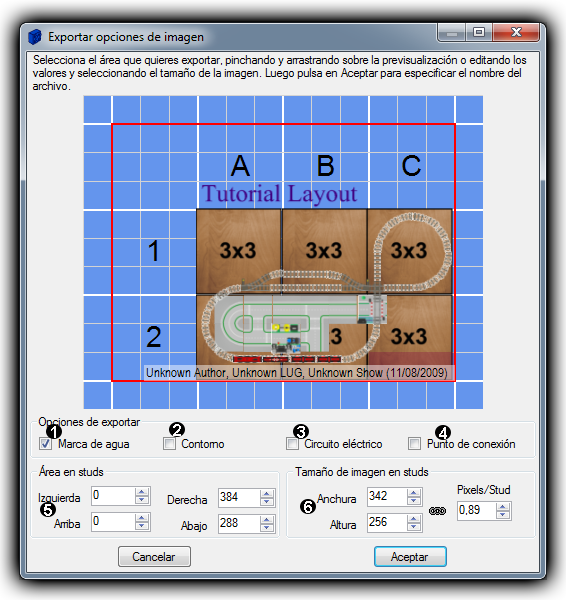 Exportar opciones de imagen
Selecciona el área que quieres exportar, pinchando y arrastrando sobre la previsualización o editando los
valores y seleccionando el tamaño de la imagen. Luego pulsa en Aceptar para especificar el nombre del
archivo.
A B C
Tutorial Layout
1 3x3 3x3 3x3
2 3 3x3
Unknown Author, Unknown LUG, Unknown Show (11/08/2009)
Opciones de exportar
1 2 3 4
Marca de agua Contorno Circuito eléctrico Punto de conexión
Área en studs Tamaño de imagen en studs
Izquierda 0 Derecha 384 Anchura 342 Pixels/Stud
5 6
Arriba 0 Abajo 288 Altura 256 0,89
Cancelar Aceptar